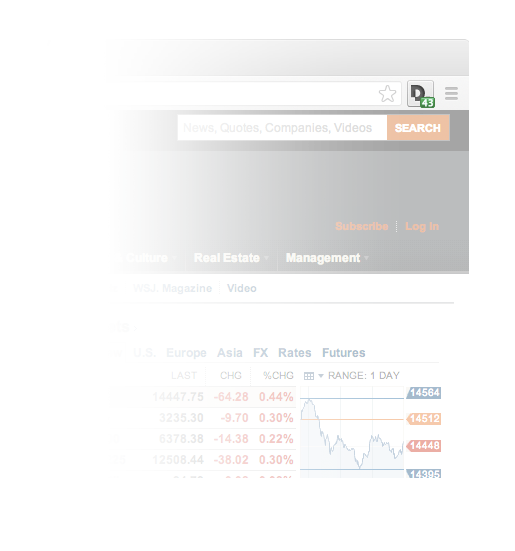 D
43
News, Quotes, Companies, Videos SEARCH
Subscribe Log In
Culture Real Estate Management
WSJ. Magazine Video
U.S. Europe Asia FX Rates Futures
LAST CHG %CHG RANGE: 1 DAY
14564
14447.75 -64.28 0.44%
14512
3235.30 -9.70 0.30%
6378.38 -14.38 0.22%
14448
12508.44 -38.02 0.30%
14395